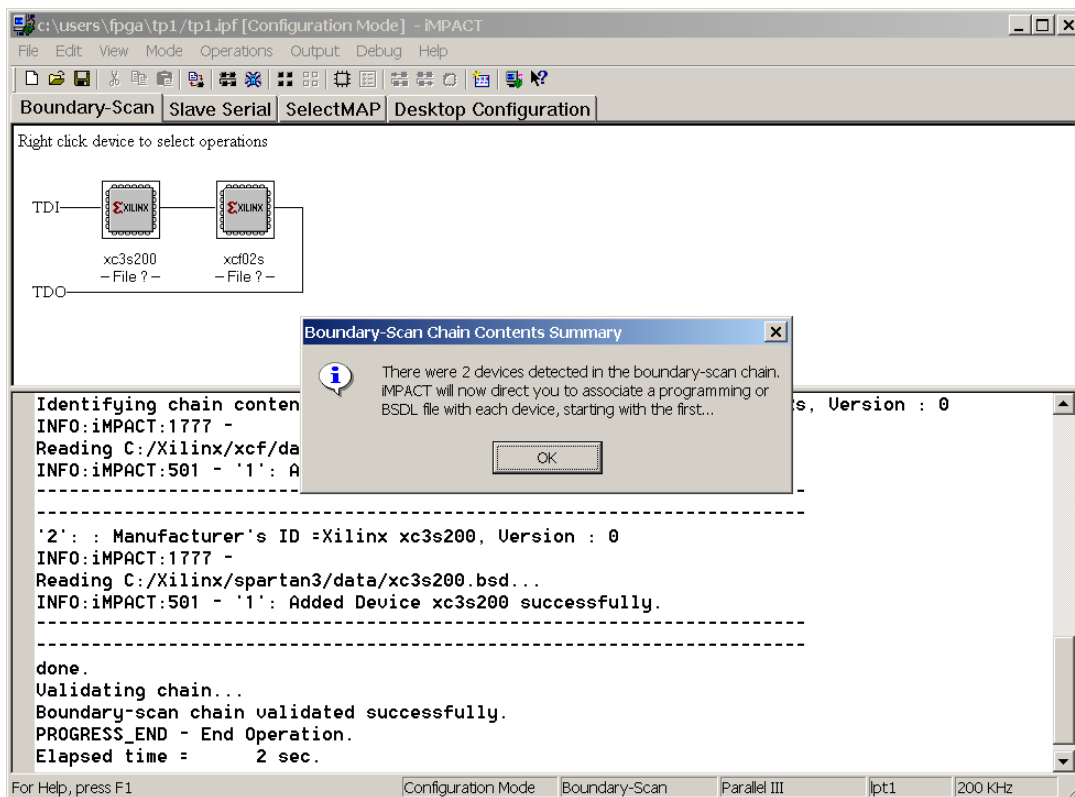 c:\users\fpga\tp1/tp1.ipf [Configuration Mode] - iMPACT
File Edit View Mode Operations Output Debug Help
Boundary-Scan Slave Serial SelectMAP Desktop Configuration
Right click device to select operations
TDI
XILINX XILINX
xc3s200 xcf02s
-- File ? -- -- File ? --
TDO
Boundary-Scan Chain Contents Summary
There were 2 devices detected in the boundary-scan chain.
iMPACT will now direct you to associate a programming or
BSDL file with each device, starting with the first...
OK
Identifying chain conten s, Version : 0
INFO:iMPACT:1777 -
Reading C:/Xilinx/xcf/da
INFO:iMPACT:501 - '1': A
----------------------------------------------------------------------
----------------------------------------------------------------------
'2': : Manufacturer's ID =Xilinx xc3s200, Version : 0
INFO:iMPACT:1777 -
Reading C:/Xilinx/spartan3/data/xc3s200.bsd...
INFO:iMPACT:501 - '1': Added Device xc3s200 successfully.
----------------------------------------------------------------------
----------------------------------------------------------------------
done.
Validating chain...
Boundary-scan chain validated successfully.
PROGRESS_END - End Operation.
Elapsed time = 2 sec.
For Help, press F1 Configuration Mode Boundary-Scan Parallel III lpt1 200 KHz